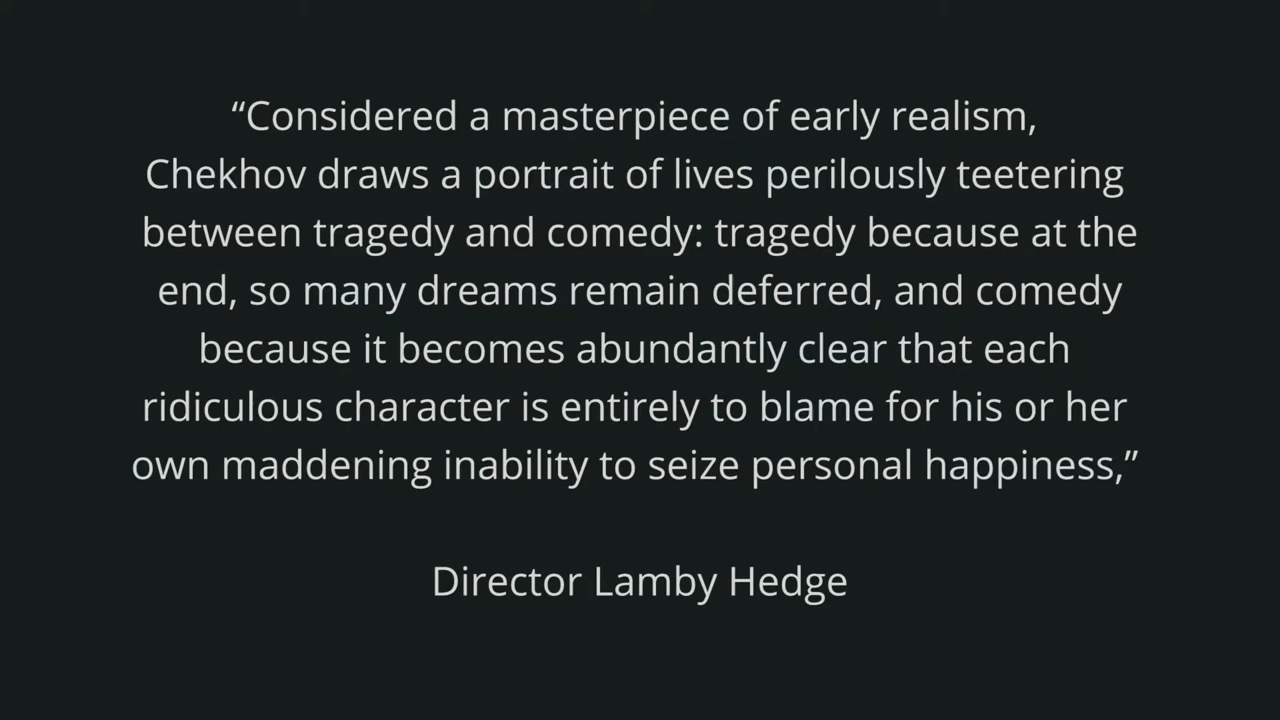 “Considered a masterpiece of early realism,
Chekhov draws a portrait of lives perilously teetering
between tragedy and comedy: tragedy because at the
end, so many dreams remain deferred, and comedy
because it becomes abundantly clear that each
ridiculous character is entirely to blame for his or her
own maddening inability to seize personal happiness,”
Director Lamby Hedge